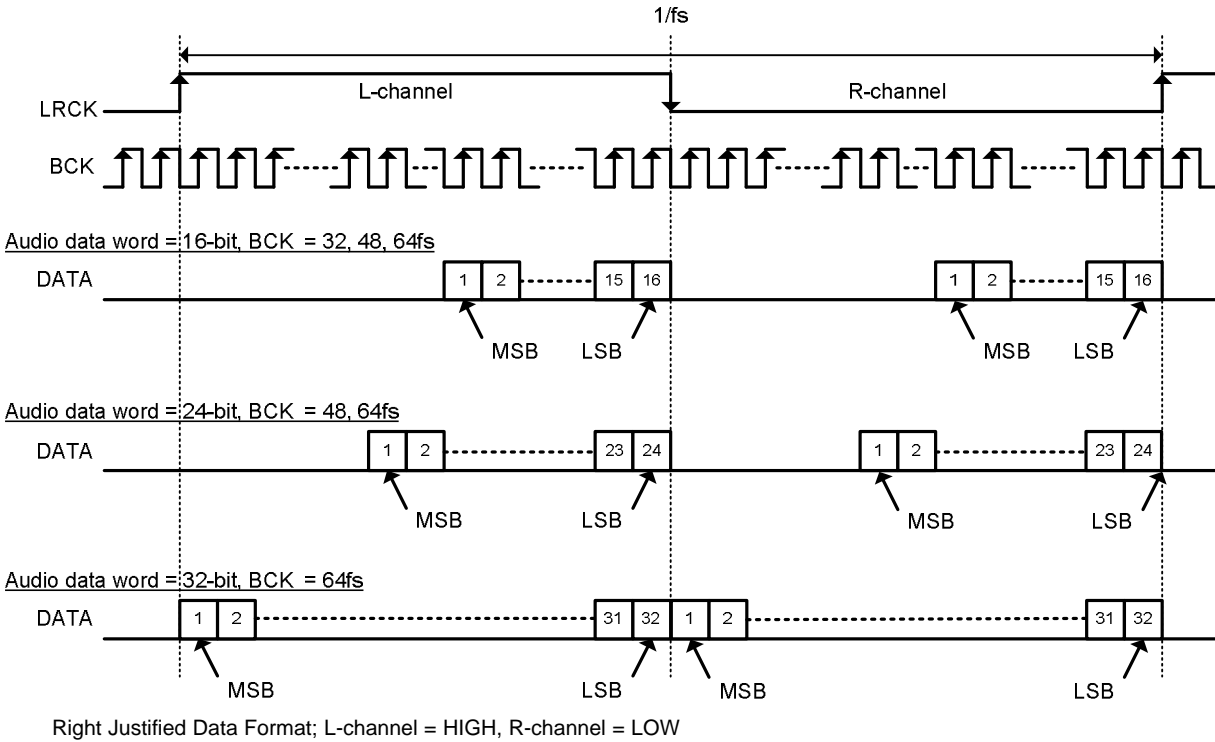 1/fs
L-channel R-channel
LRCK
BCK
Audio data word = 16-bit, BCK = 32, 48, 64fs
DATA 1 2 15 16 1 2 15 16
MSB LSB MSB LSB
Audio data word = 24-bit, BCK = 48, 64fs
DATA 1 2 23 24 1 2 23 24
MSB LSB MSB LSB
Audio data word = 32-bit, BCK = 64fs
DATA 1 2 31 32 1 2 31 32
MSB LSB MSB LSB
Right Justified Data Format; L-channel = HIGH, R-channel = LOW